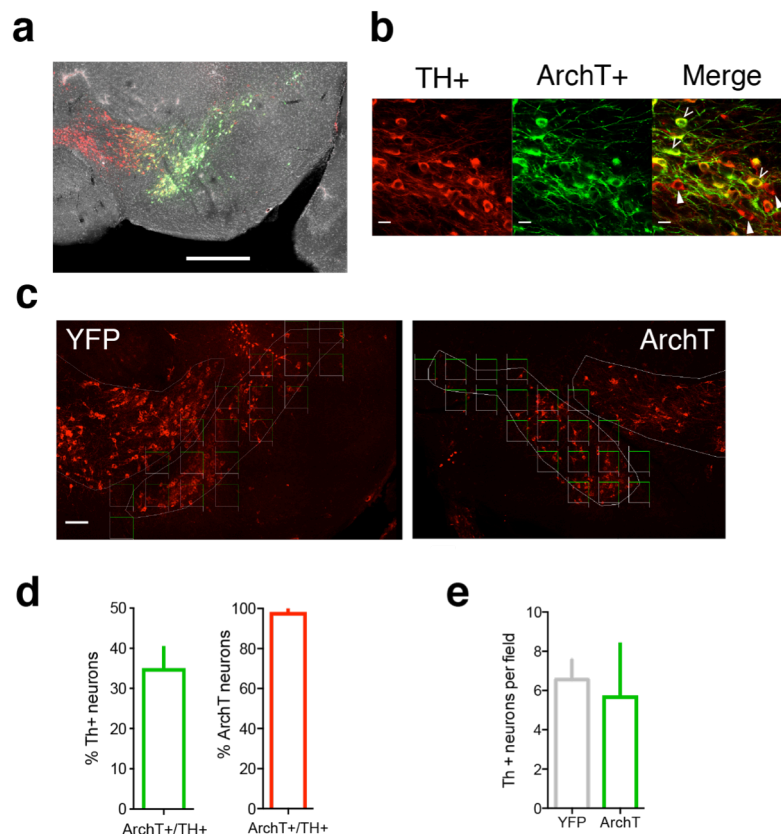 a
b
TH+ ArchT+ Merge
c
YFP
ArchT
d
% Th+ neurons
50
40
30
20
10
0
ArchT+/TH+
% ArchT neurons
100
80
60
40
20
0
ArchT+/TH+
e
Th + neurons per field
10
8
6
4
2
0
YFP ArchT